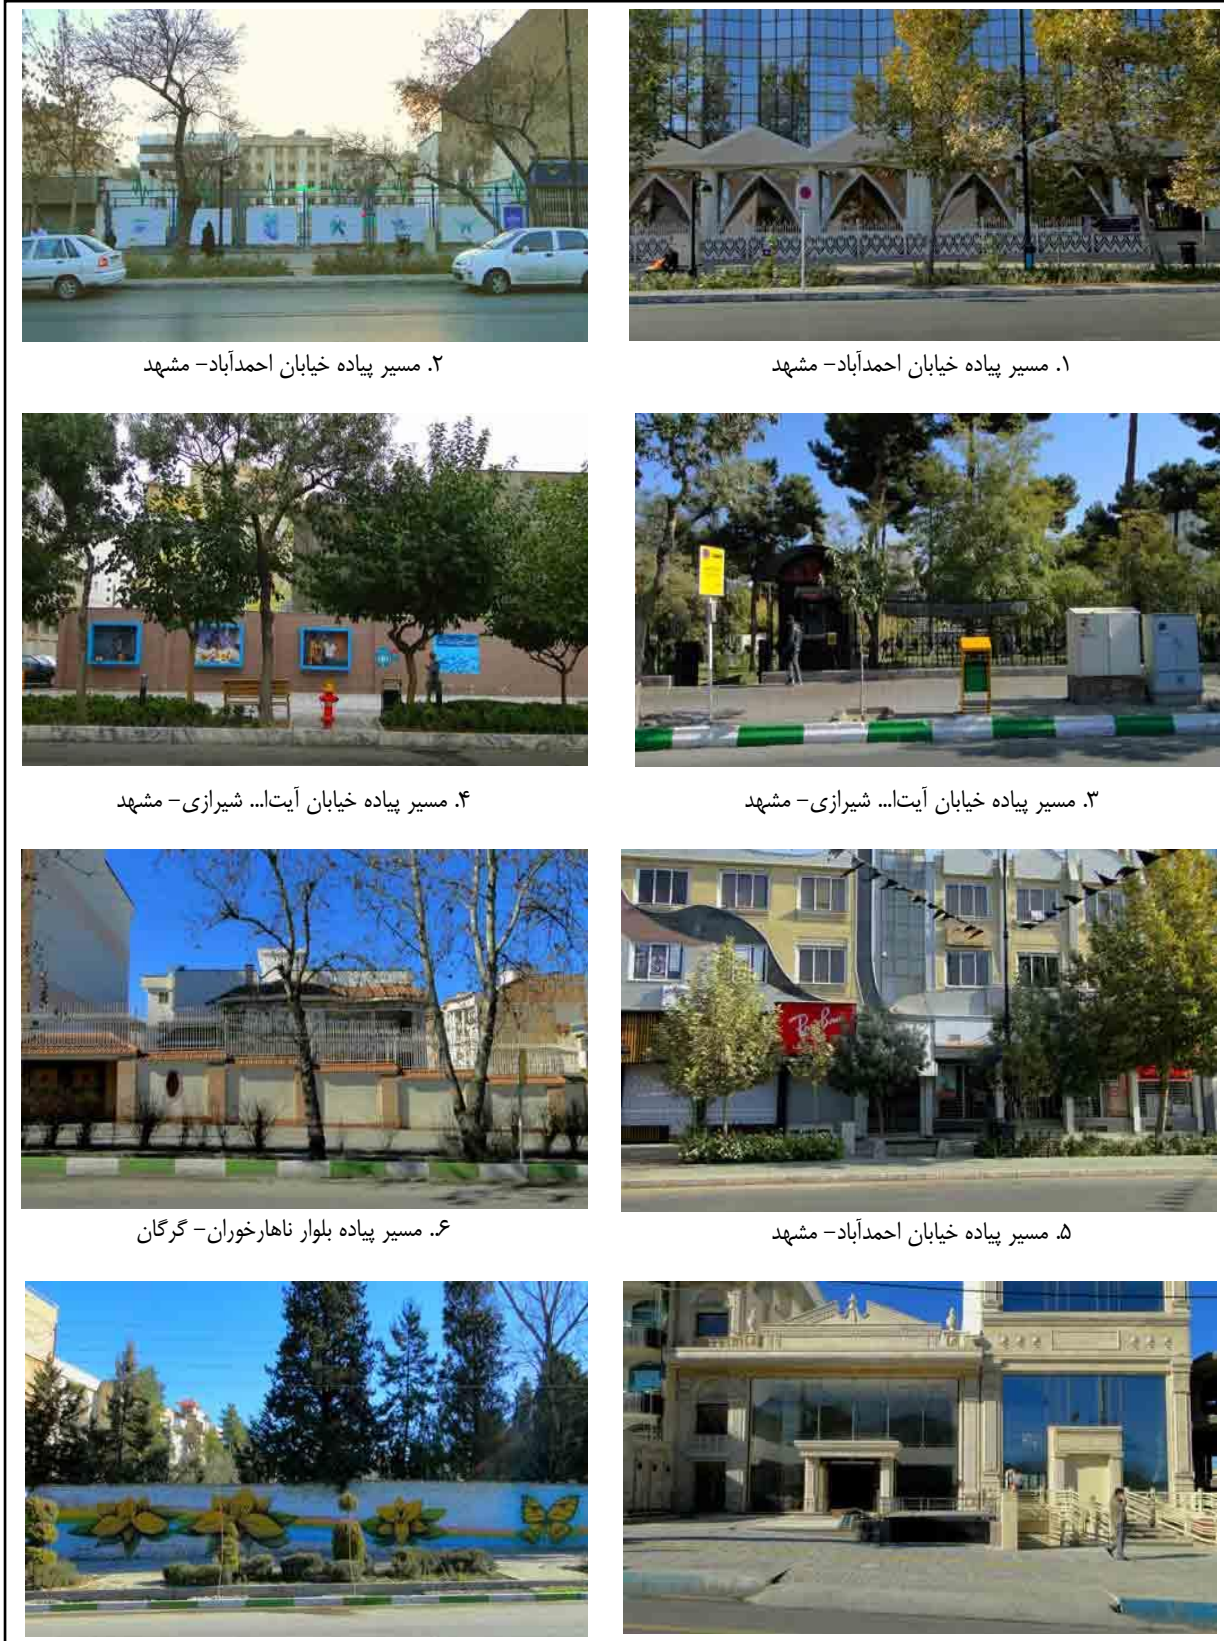 ۱. مسیر پیاده خیابان احمدآباد– مشهد
۲. مسیر پیاده خیابان احمدآباد– مشهد
۳. مسیر پیاده خیابان آیت‌ا... شیرازی– مشهد
۴. مسیر پیاده خیابان آیت‌ا... شیرازی– مشهد
۵. مسیر پیاده خیابان احمدآباد– مشهد
۶.. مسیر پیاده بلوار ناهارخوران– گرگان